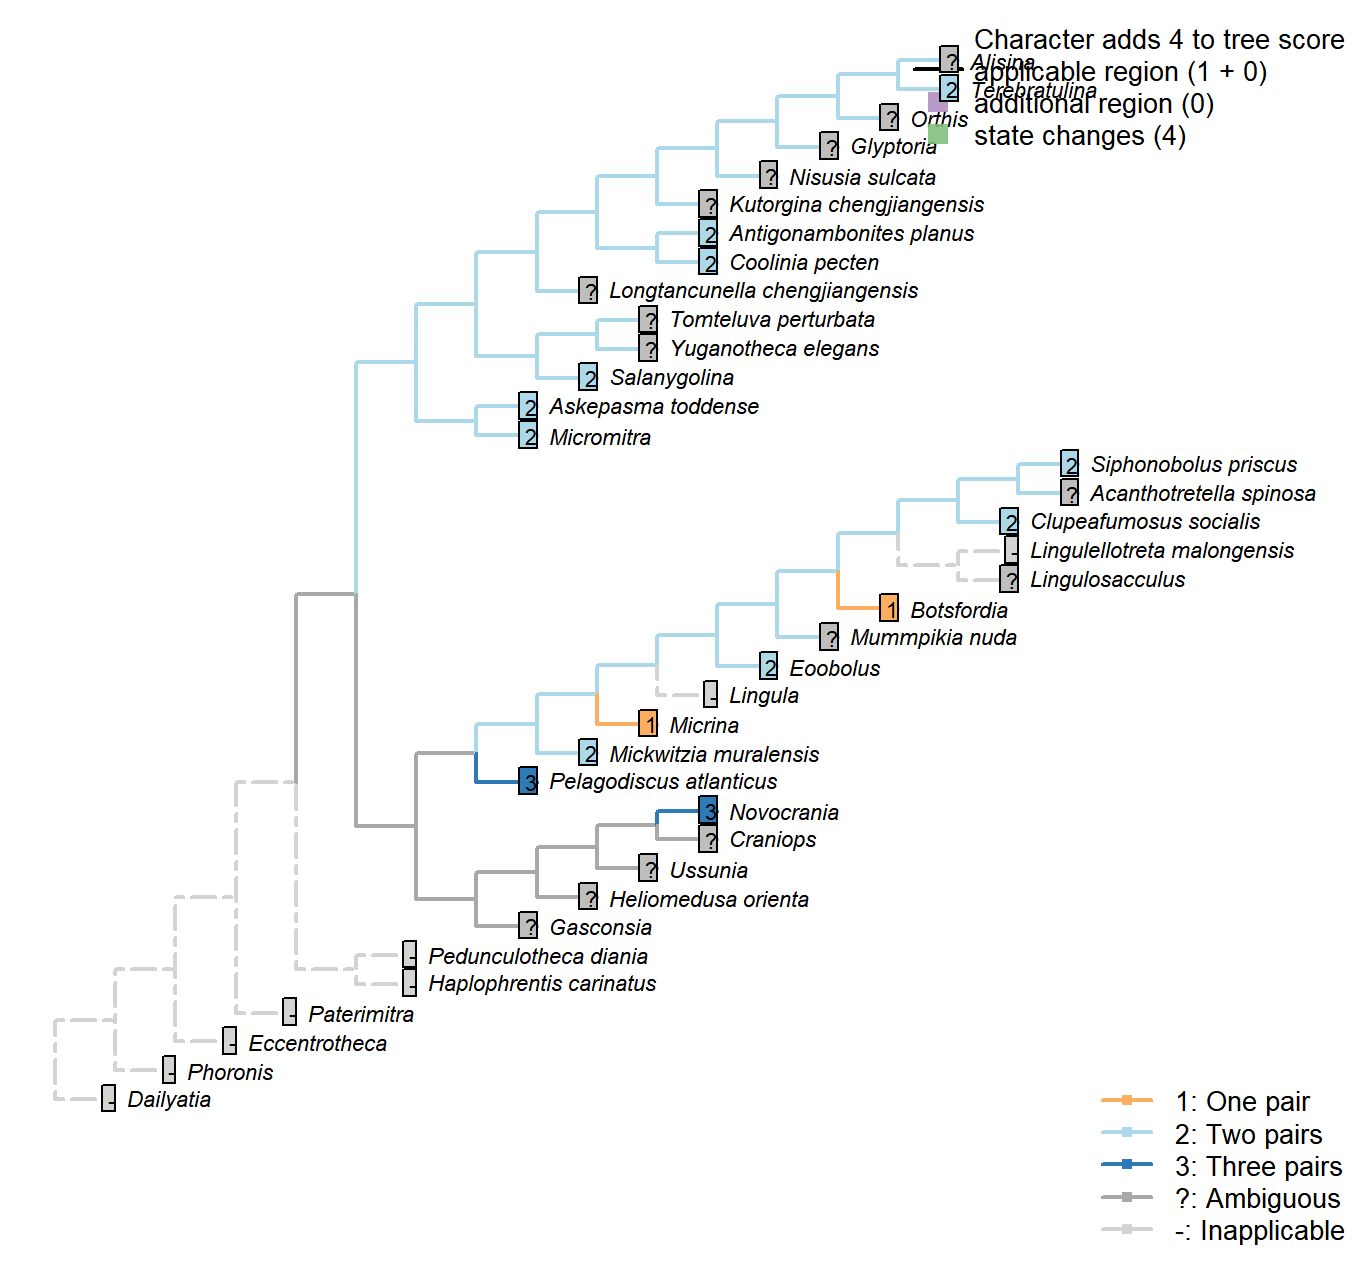 Character adds 4 to tree score
? Alisina
applicable region (1 + 0)
2 Terebratulina
additional region (0)
? Orthis
state changes (4)
? Glyptoria
? Nisusia sulcata
? Kutorgina chengjiangensis
2 Antigonambonites planus
2 Coolinia pecten
? Longtancunella chengjiangensis
? Tomteluva perturbata
? Yuganotheca elegans
2 Salanygolina
2 Askepasma toddense
2 Micromitra
2 Siphonobolus priscus
? Acanthotretella spinosa
2 Clupeafumosus socialis
- Lingulellotreta malongensis
? Lingulosacculus
1 Botsfordia
? Mummpikia nuda
2 Eoobolus
- Lingula
1 Micrina
2 Mickwitzia muralensis
3 Pelagodiscus atlanticus
3 Novocrania
? Craniops
? Ussunia
? Heliomedusa orienta
? Gasconsia
- Pedunculotheca diania
- Haplophrentis carinatus
- Paterimitra
- Eccentrotheca
- Phoronis
- Dailyatia
1: One pair
2: Two pairs
3: Three pairs
?: Ambiguous
-: Inapplicable